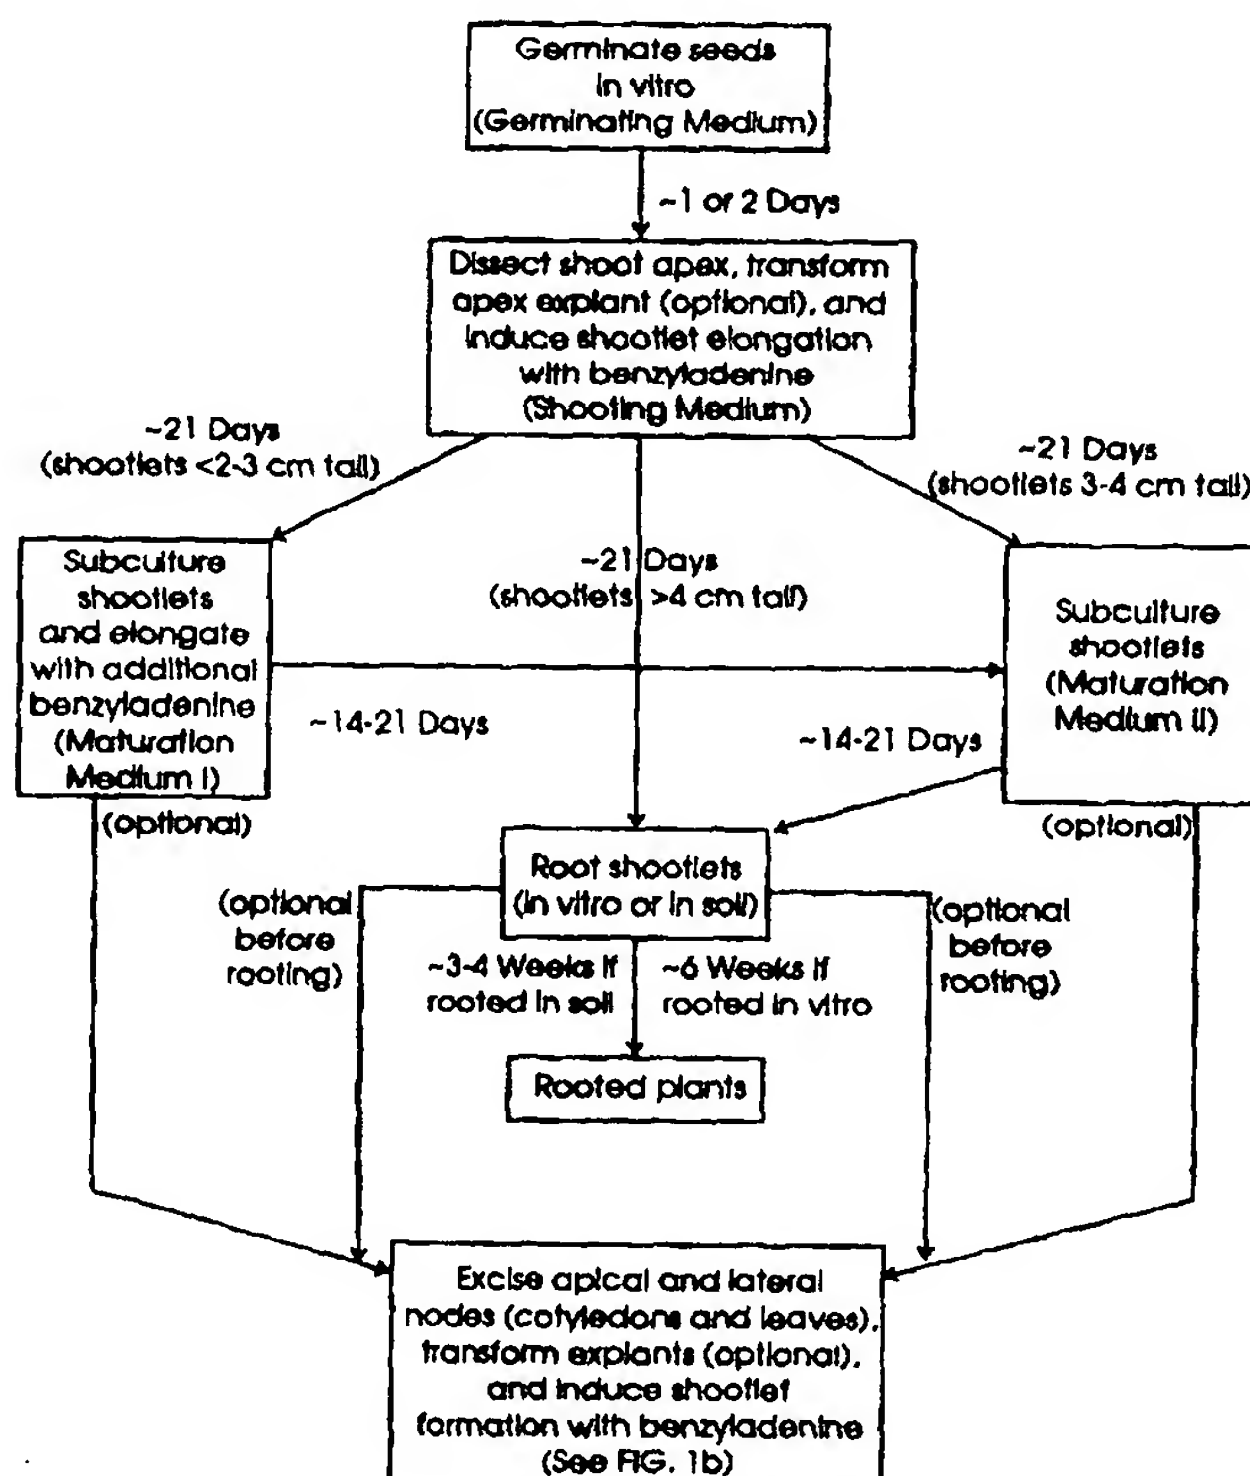 Germinate seeds
in vitro
(Germinating Medium)
~1 or 2 Days
Dissect shoot apex, transform
apex explant (optional), and
induce shootlet elongation
with benzyladenine
(Shooting Medium)
~21 Days
(shootlets <2-3 cm tall)
~21 Days
(shootlets >4 cm tall)
~21 Days
(shootlets 3-4 cm tall)
Subculture
shootlets
and elongate
with additional
benzyladenine
(Maturation
Medium I)
(optional)
~14-21 Days
Subculture
shootlets
(Maturation
Medium II)
(optional)
~14-21 Days
Root shootlets
(in vitro or in soil)
(optional
before
rooting)
(optional
before
rooting)
~3-4 Weeks if
rooted in soil
~6 Weeks if
rooted in vitro
Rooted plants
Excise apical and lateral
nodes (cotyledons and leaves),
transform explants (optional),
and induce shootlet
formation with benzyladenine
(See FIG. 1b)